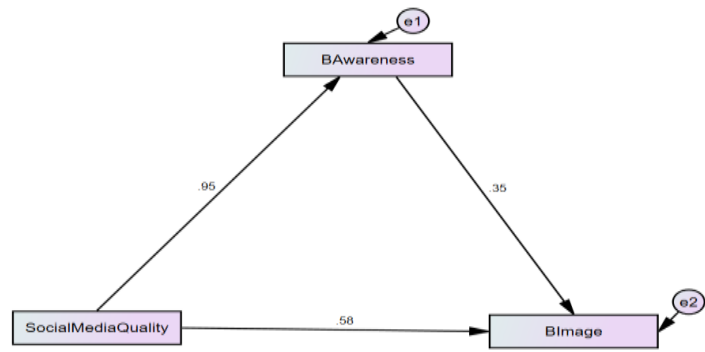 e1
BAwareness
.95
.35
e2
SocialMediaQuality
.58
BImage